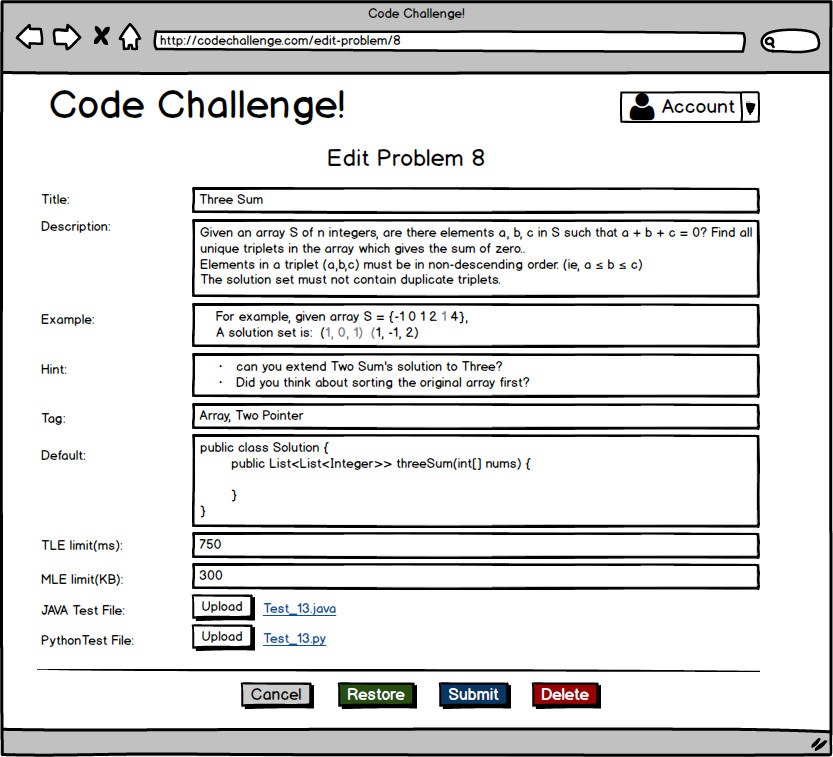 Code Challenge!
http://codechallenge.com/edit-problem/8
Code Challenge!
Account
Edit Problem 8
Title:
Three Sum
Description:
Given an array S of n integers, are there elements a, b, c in S such that a + b + c = 0? Find all
unique triplets in the array which gives the sum of zero..
Elements in a triplet (a,b,c) must be in non-descending order. (ie, a ≤ b ≤ c)
The solution set must not contain duplicate triplets.
Example:
For example, given array S = {-1 0 1 2 1 4},
A solution set is: (1, 0, 1) (1, -1, 2)
Hint:
· can you extend Two Sum's solution to Three?
· Did you think about sorting the original array first?
Tag:
Array, Two Pointer
Default:
public class Solution {
public List<List<Integer>> threeSum(int[] nums) {
}
}
TLE limit(ms):
750
MLE limit(KB):
300
JAVA Test File:
Upload
Test_13.java
PythonTest File:
Upload
Test_13.py
Cancel
Restore
Submit
Delete